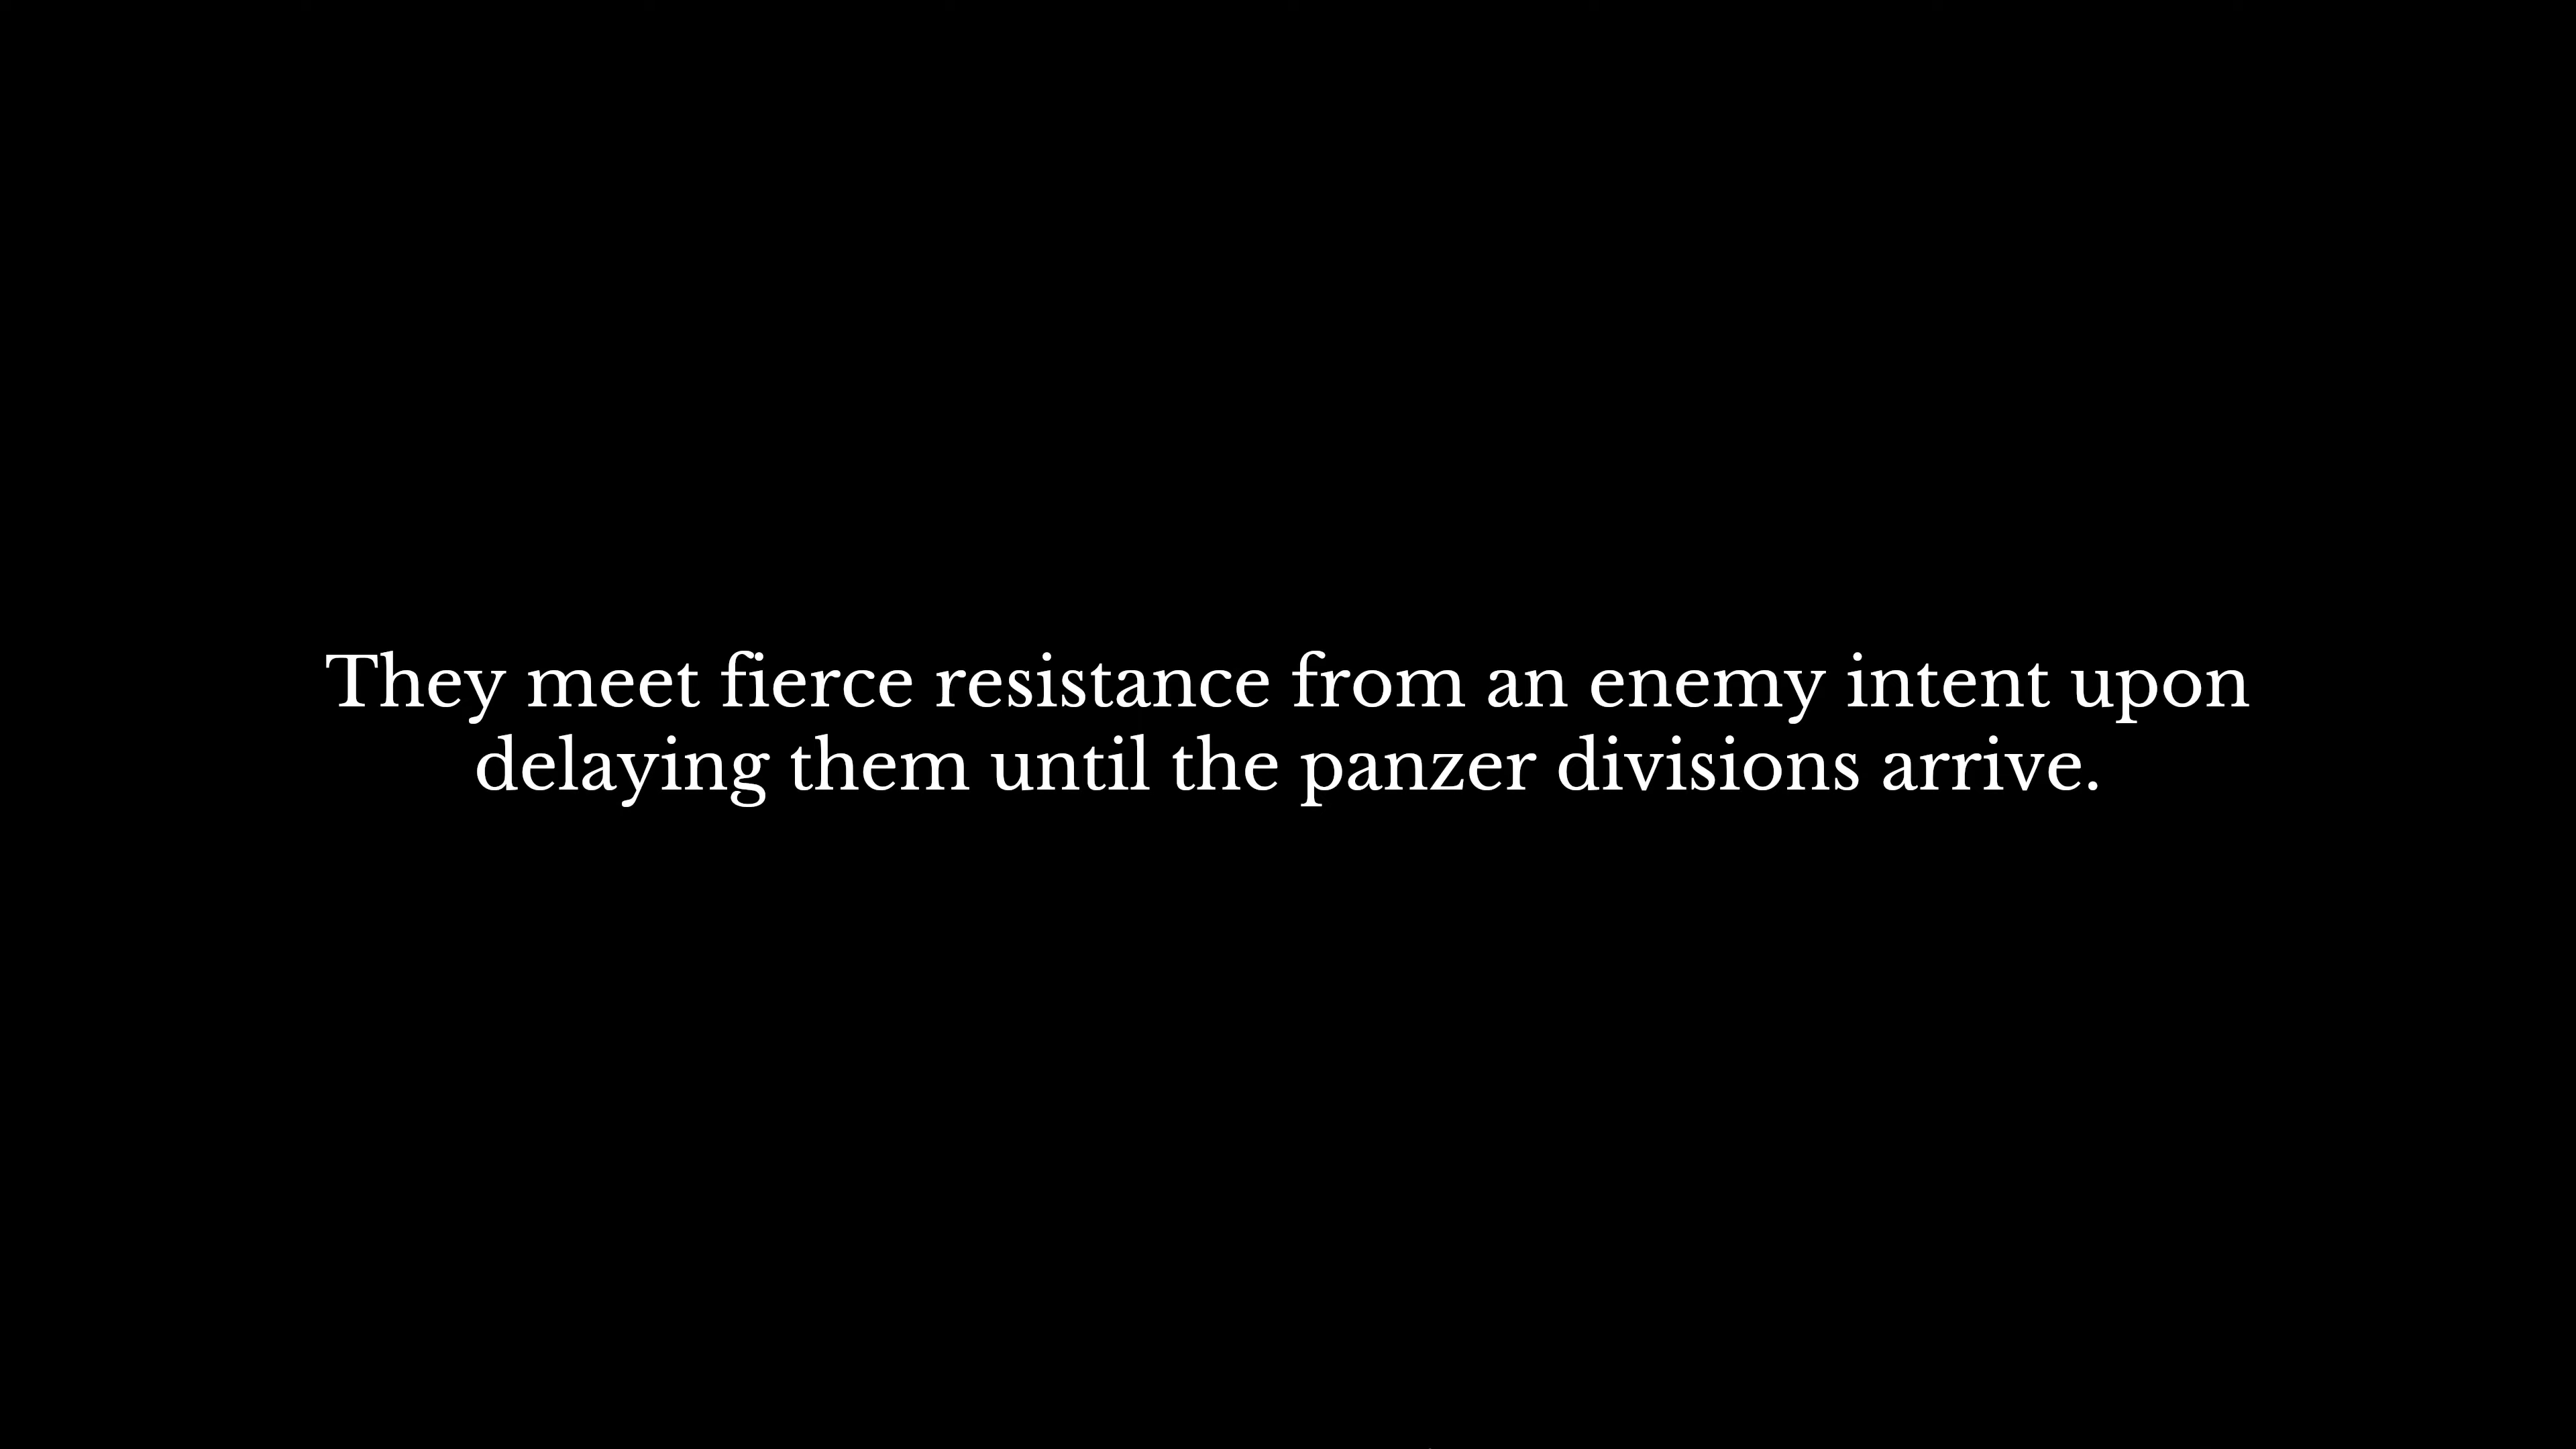 They meet fierce resistance from an enemy intent upon
delaying them until the panzer divisions arrive.